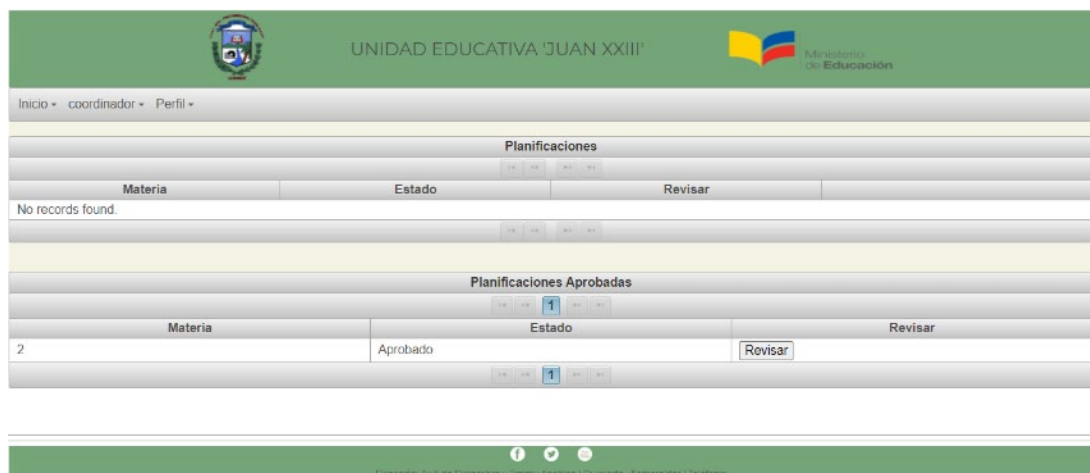 UNIDAD EDUCATIVA 'JUAN XXIII'
Ministerio
de Educación
Inicio coordinador Perfil
Planificaciones
Materia Estado Revisar
No records found.
Planificaciones Aprobadas
1
Materia Estado Revisar
2 Aprobado Revisar
1